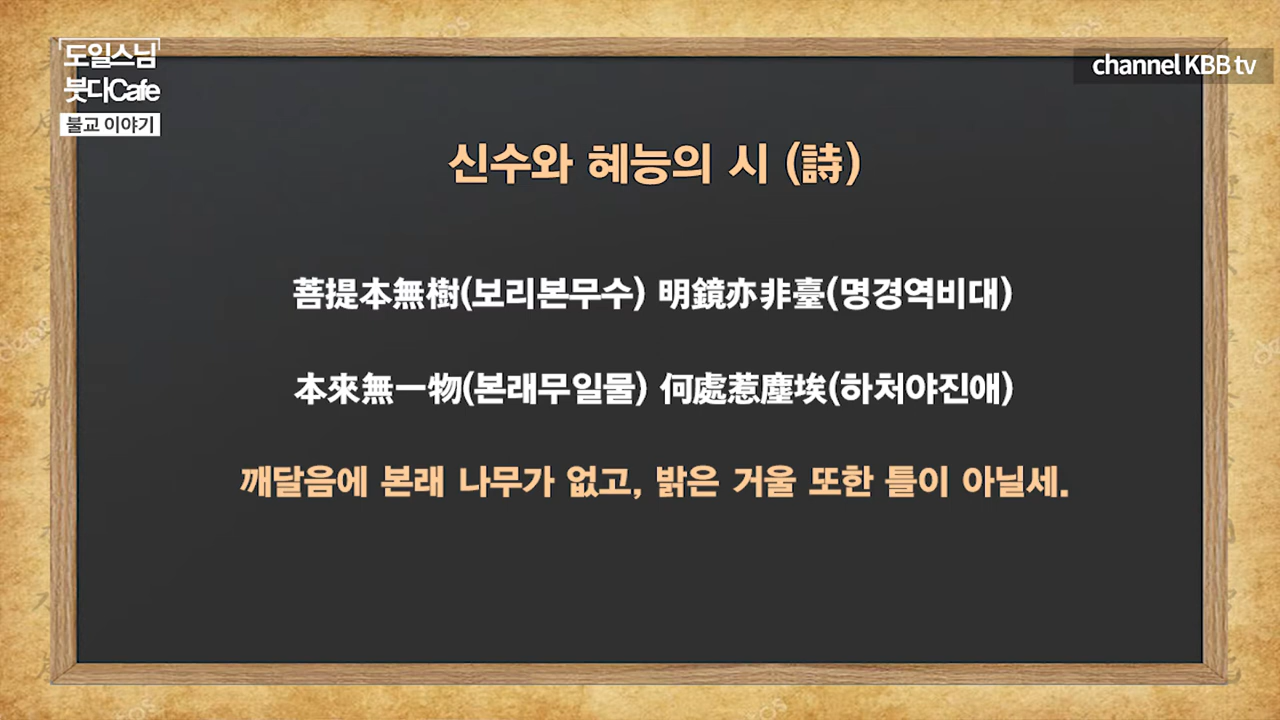 도일스님
붓다Cafe
불교 이야기
channel KBB tv
신수와 혜능의 시 (詩)
菩提本無樹(보리본무수) 明鏡亦非臺(명경역비대)
本來無一物(본래무일물) 何處惹塵埃(하처야진애)
깨달음에 본래 나무가 없고, 밝은 거울 또한 틀이 아닐세.